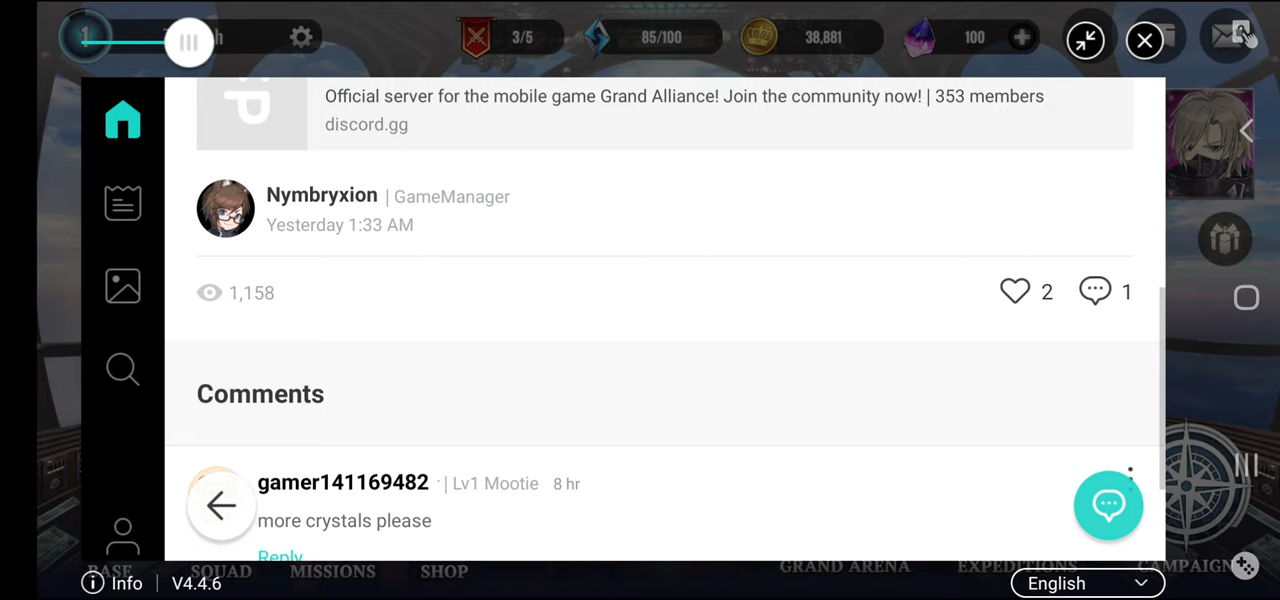 3/5
85/100
38,881
100
Official server for the mobile game Grand Alliance! Join the community now! | 353 members
discord.gg
Nymbryxion | GameManager
Yesterday 1:33 AM
1,158
2
1
Comments
gamer141169482 · | Lv1 Mootie 8 hr
more crystals please
Reply
BASE
SQUAD
MISSIONS
SHOP
GRAND ARENA
EXPEDITIONS
CAMPAIGN
Info | V4.4.6
English